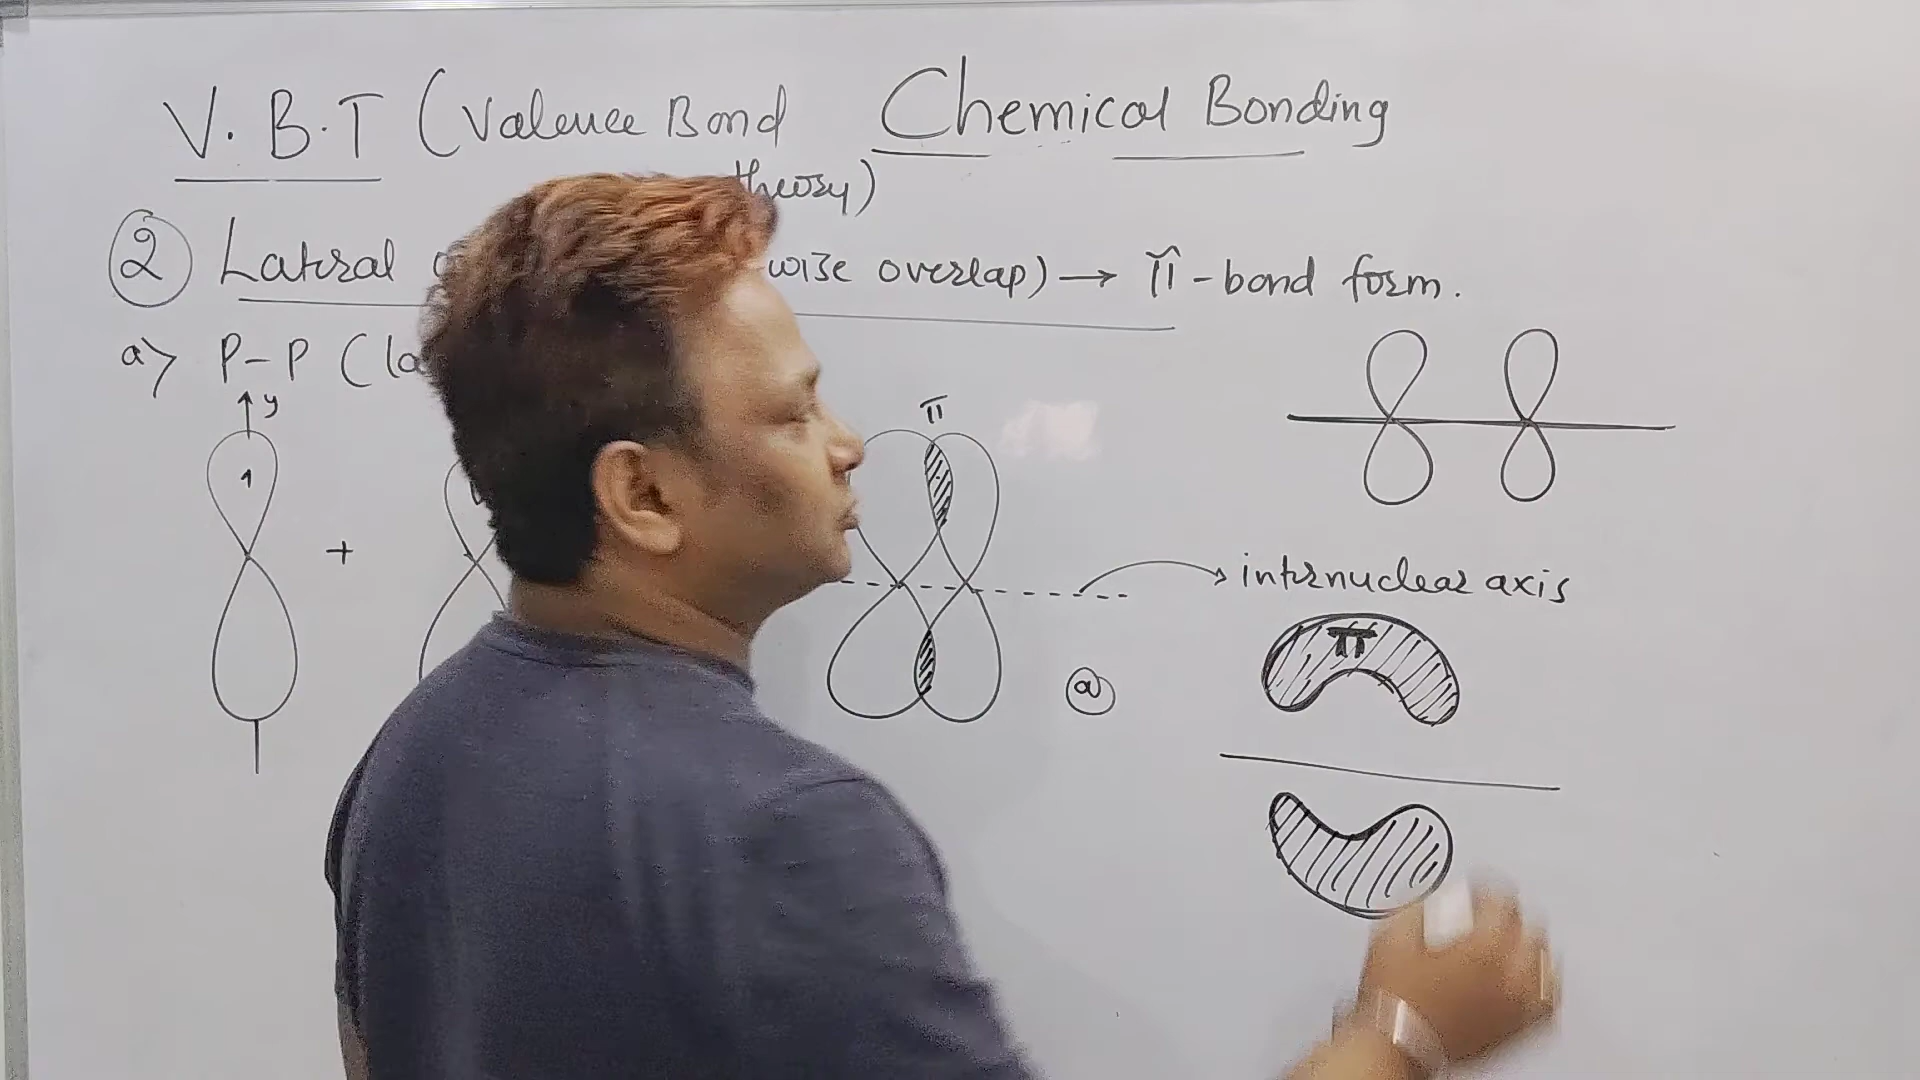 V. B. T (Valence Bond
theory)
Chemical Bonding
② Lateral wise overlap) → π-bond form.
a> P-P (la
y
1
+
π
internuclear axis
π
ⓐ